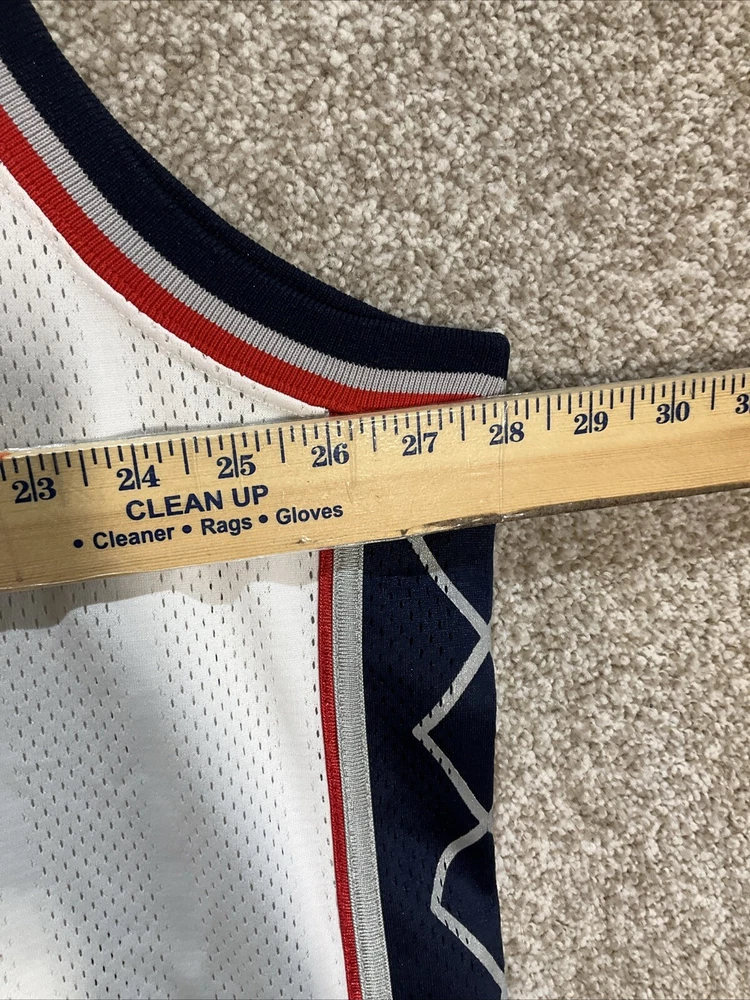 23 24 25 26 27 28 29 30
CLEAN UP
• Cleaner • Rags • Gloves